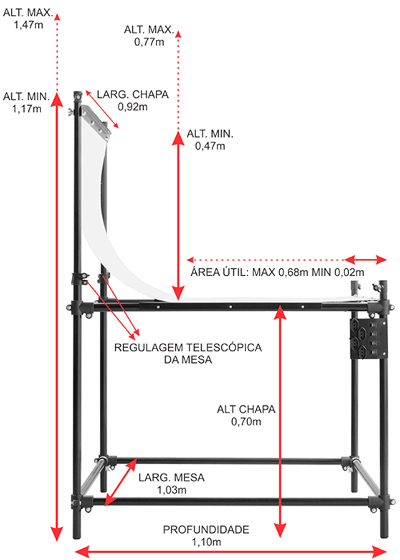 ALT. MAX.
1,47m
ALT. MAX.
0,77m
ALT. MIN.
1,17m
LARG. CHAPA
0,92m
ALT. MIN.
0,47m
ÁREA ÚTIL: MAX 0,68m MIN 0,02m
REGULAGEM TELESCÓPICA
DA MESA
ALT CHAPA
0,70m
LARG. MESA
1,03m
PROFUNDIDADE
1,10m